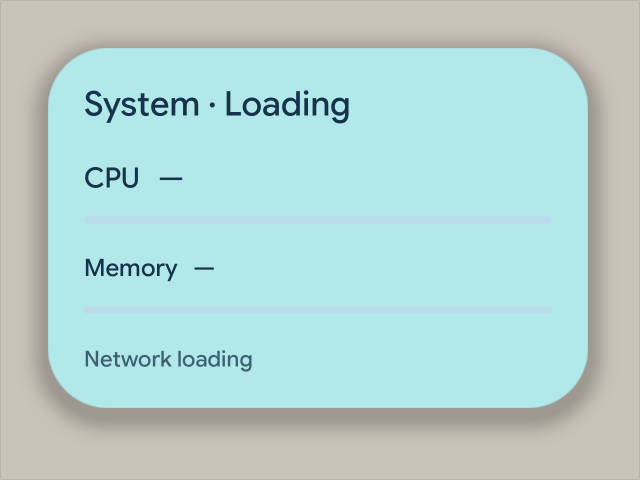 System · Loading
CPU —
Memory —
Network loading